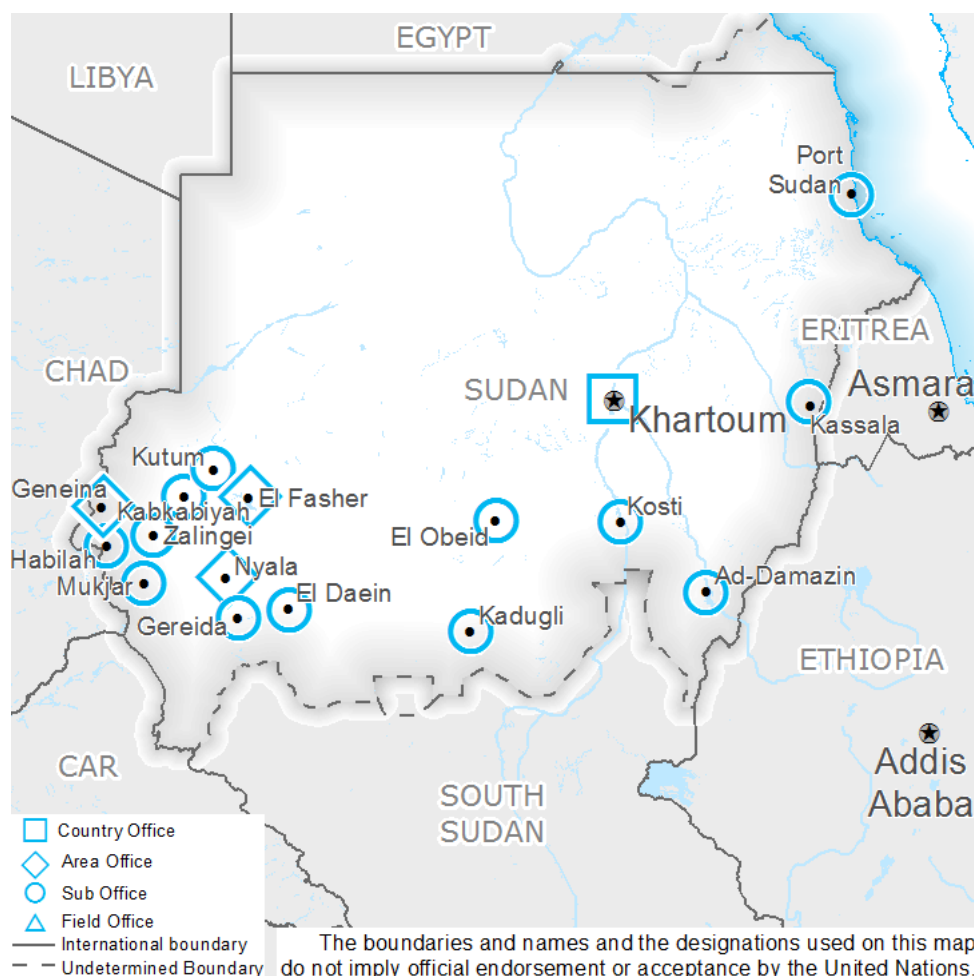 EGYPT
LIBYA
Port
Sudan
ERITREA
CHAD
SUDAN
Asmara
Khartoum
Kassala
Kutum
Geneina
El Fasher
Kabkabiyah
Kosti
El Obeid
Zalingei
Habilah
Nyala
Ad-Damazin
Mukjar
El Daein
Gereida
Kadugli
ETHIOPIA
CAR
Addis
Ababa
SOUTH
SUDAN
Country Office
Area Office
Sub Office
Field Office
International boundary
Undetermined Boundary
The boundaries and names and the designations used on this map
do not imply official endorsement or acceptance by the United Nations.